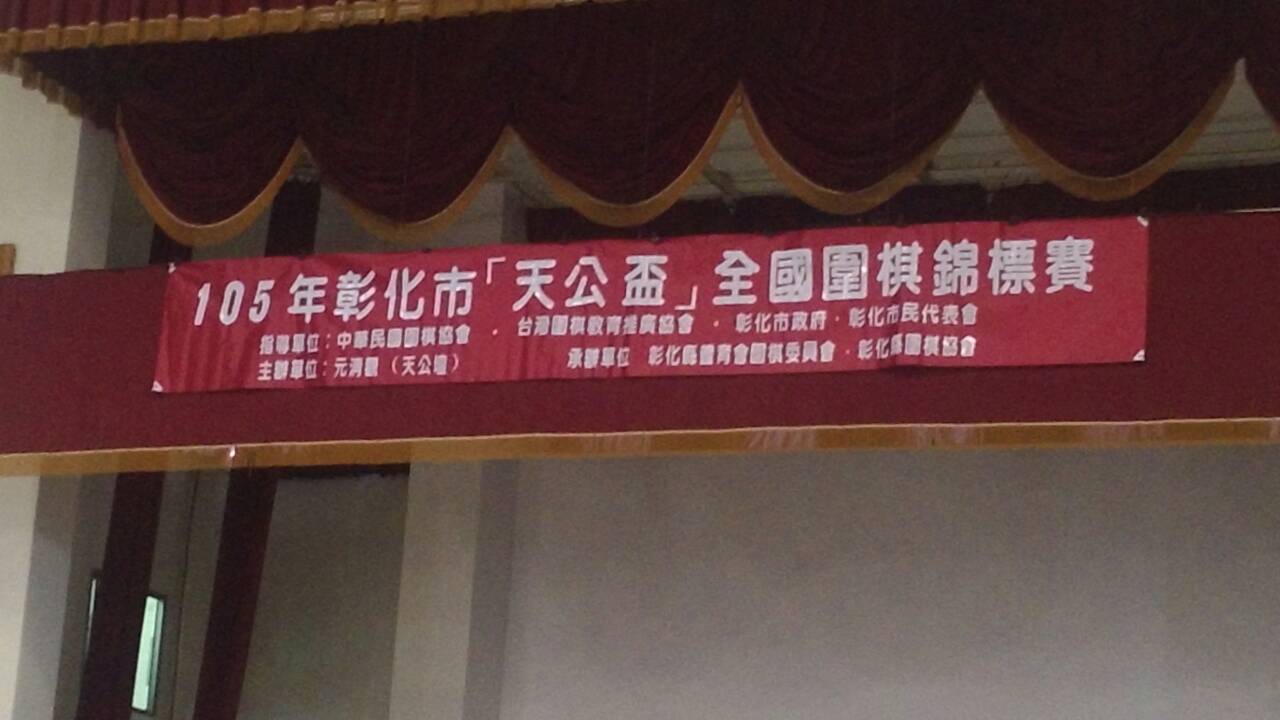 105年彰化市「天公盃」全國圍棋錦標賽
指導單位：中華民國圍棋協會 ・ 台灣圍棋教育推廣協會 ・ 彰化市政府・彰化市民代表會
主辦單位：元清觀（天公壇） 承辦單位 彰化縣體育會圍棋委員會・彰化縣圍棋協會